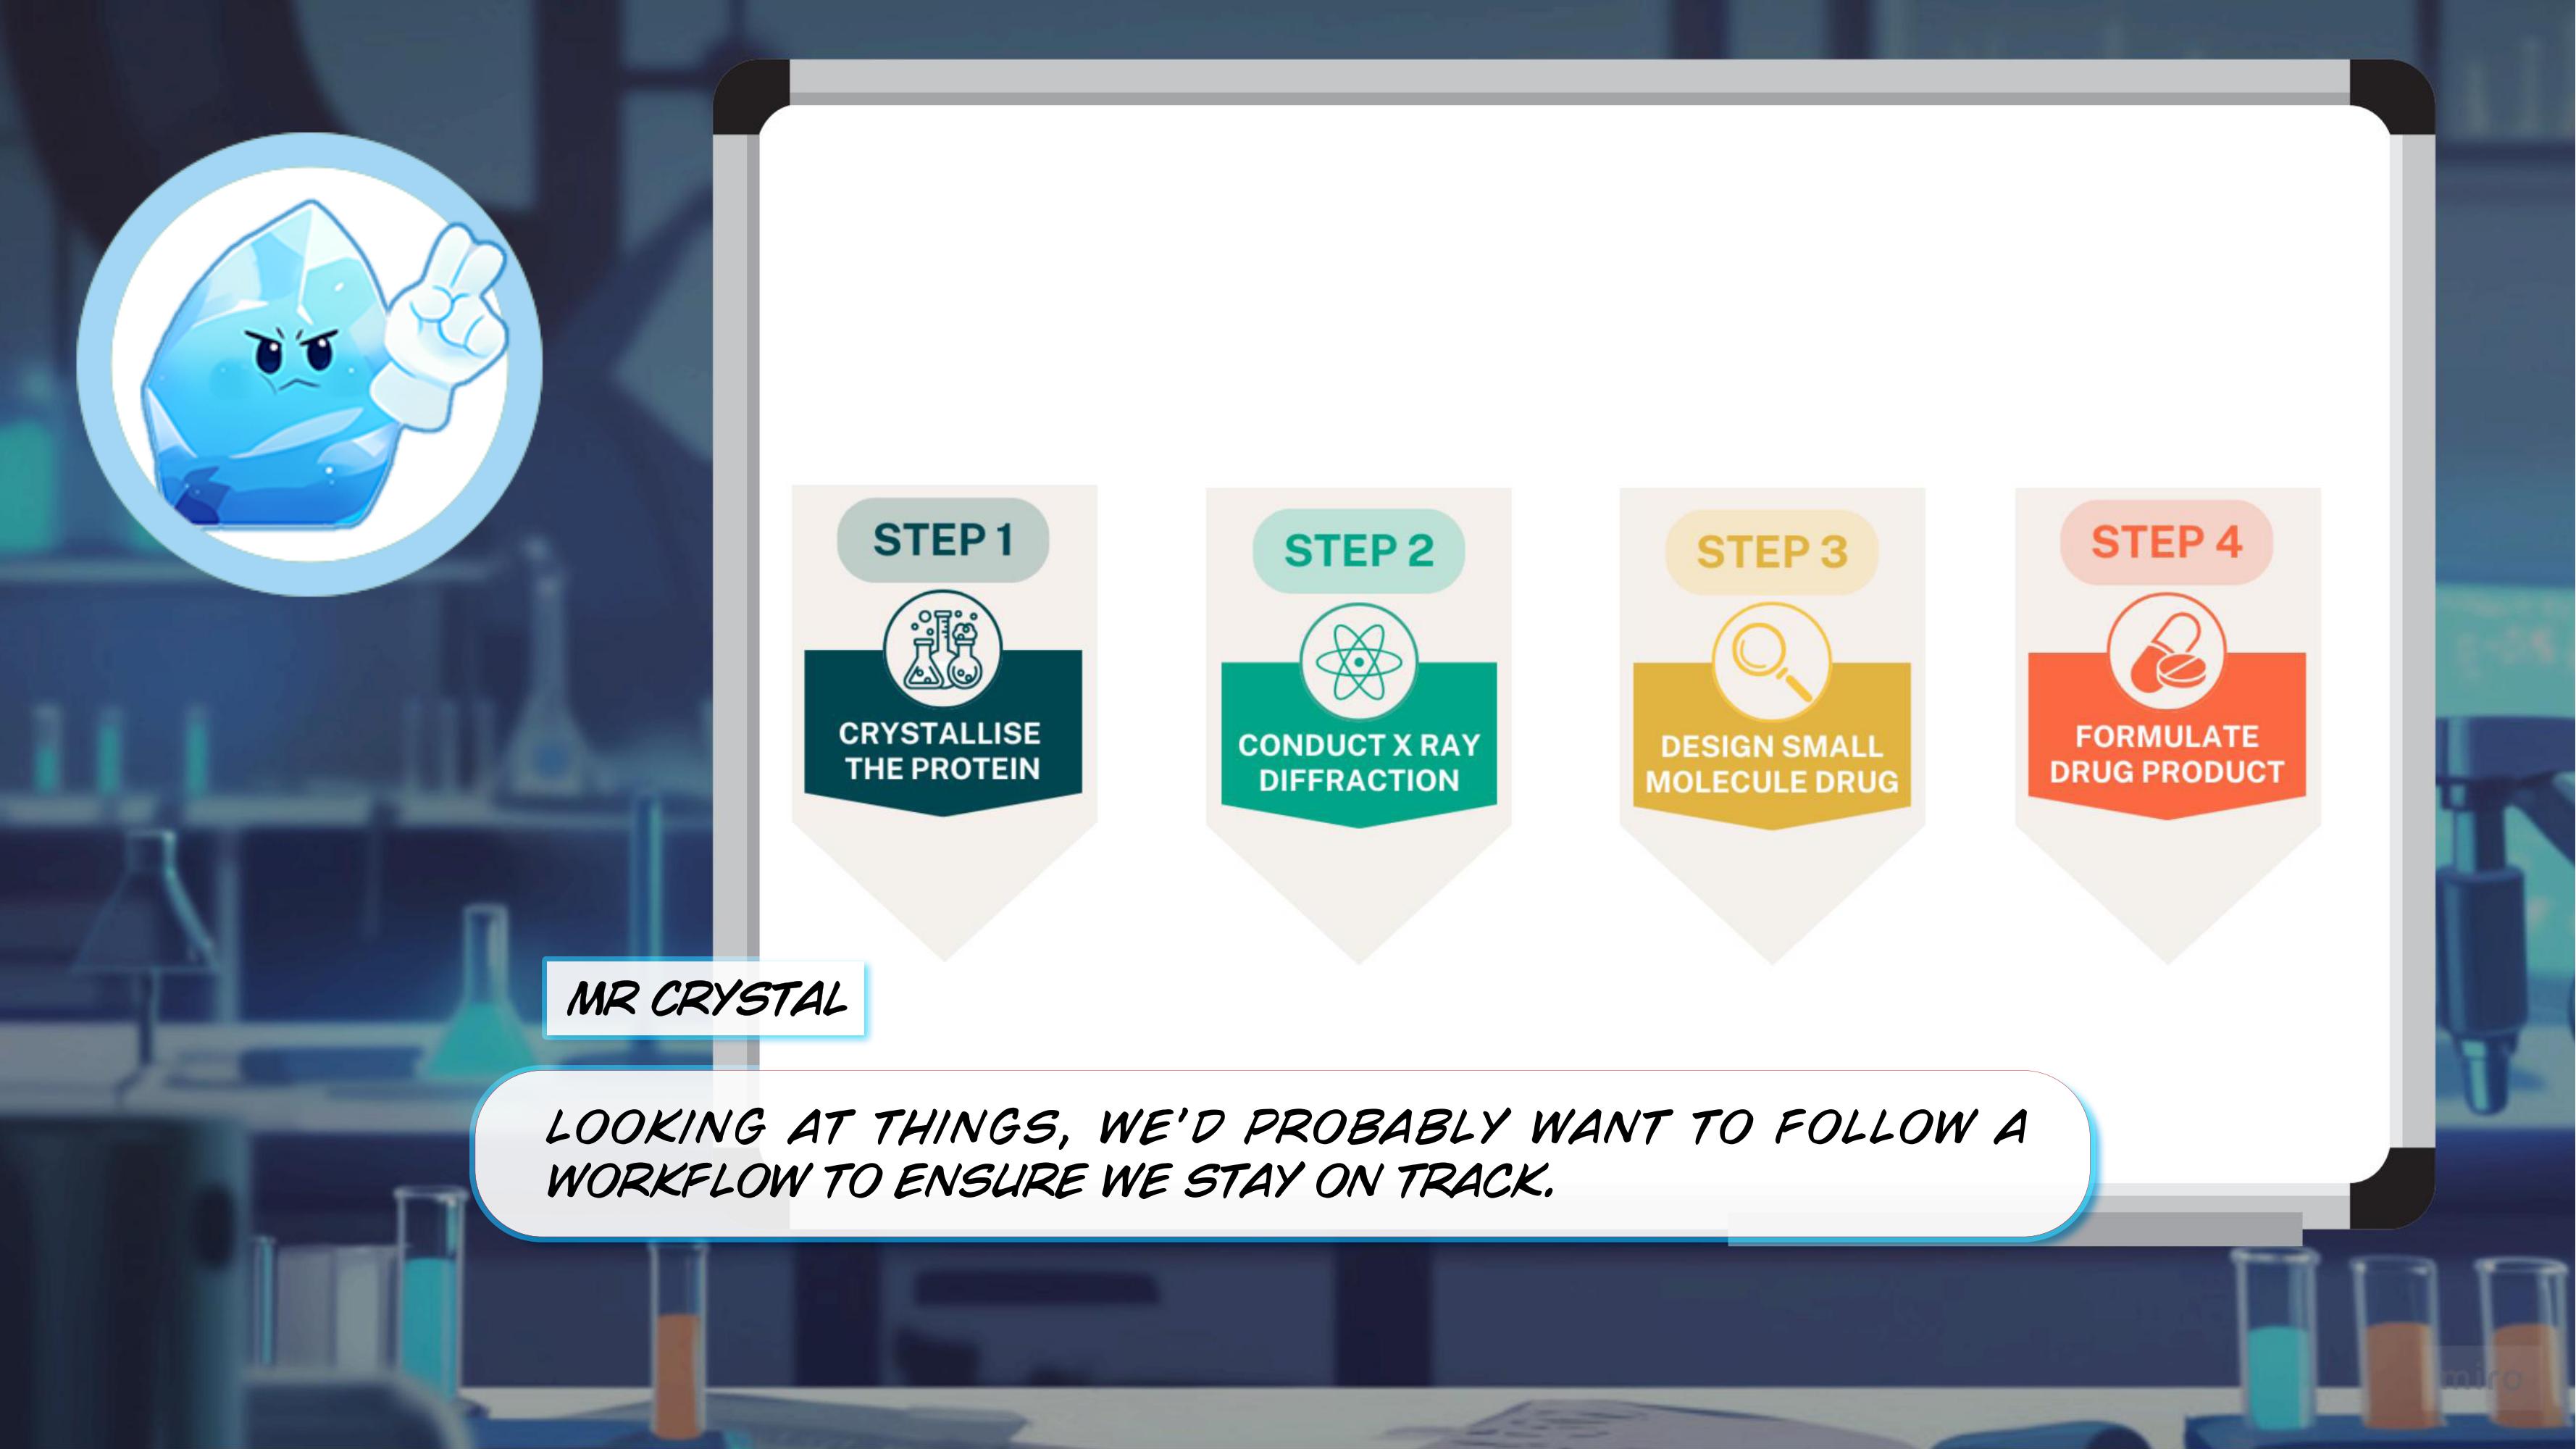 STEP 1
CRYSTALLISE
THE PROTEIN
STEP 2
CONDUCT X RAY
DIFFRACTION
STEP 3
DESIGN SMALL
MOLECULE DRUG
STEP 4
FORMULATE
DRUG PRODUCT
MR CRYSTAL
LOOKING AT THINGS, WE'D PROBABLY WANT TO FOLLOW A
WORKFLOW TO ENSURE WE STAY ON TRACK.
miro